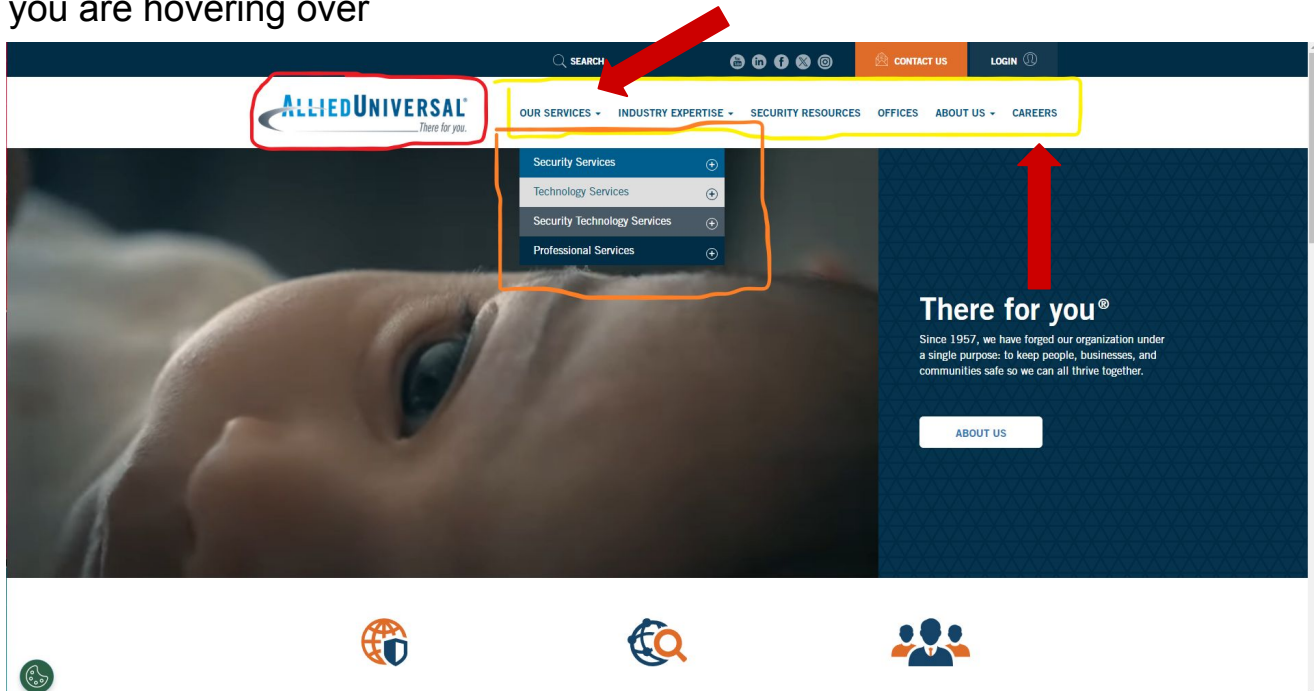 you are hovering over
SEARCH
CONTACT US
LOGIN
ALLIEDUNIVERSAL®
There for you.
OUR SERVICES
INDUSTRY EXPERTISE
SECURITY RESOURCES
OFFICES
ABOUT US
CAREERS
Security Services
Technology Services
Security Technology Services
Professional Services
There for you®
Since 1957, we have forged our organization under
a single purpose: to keep people, businesses, and
communities safe so we can all thrive together.
ABOUT US